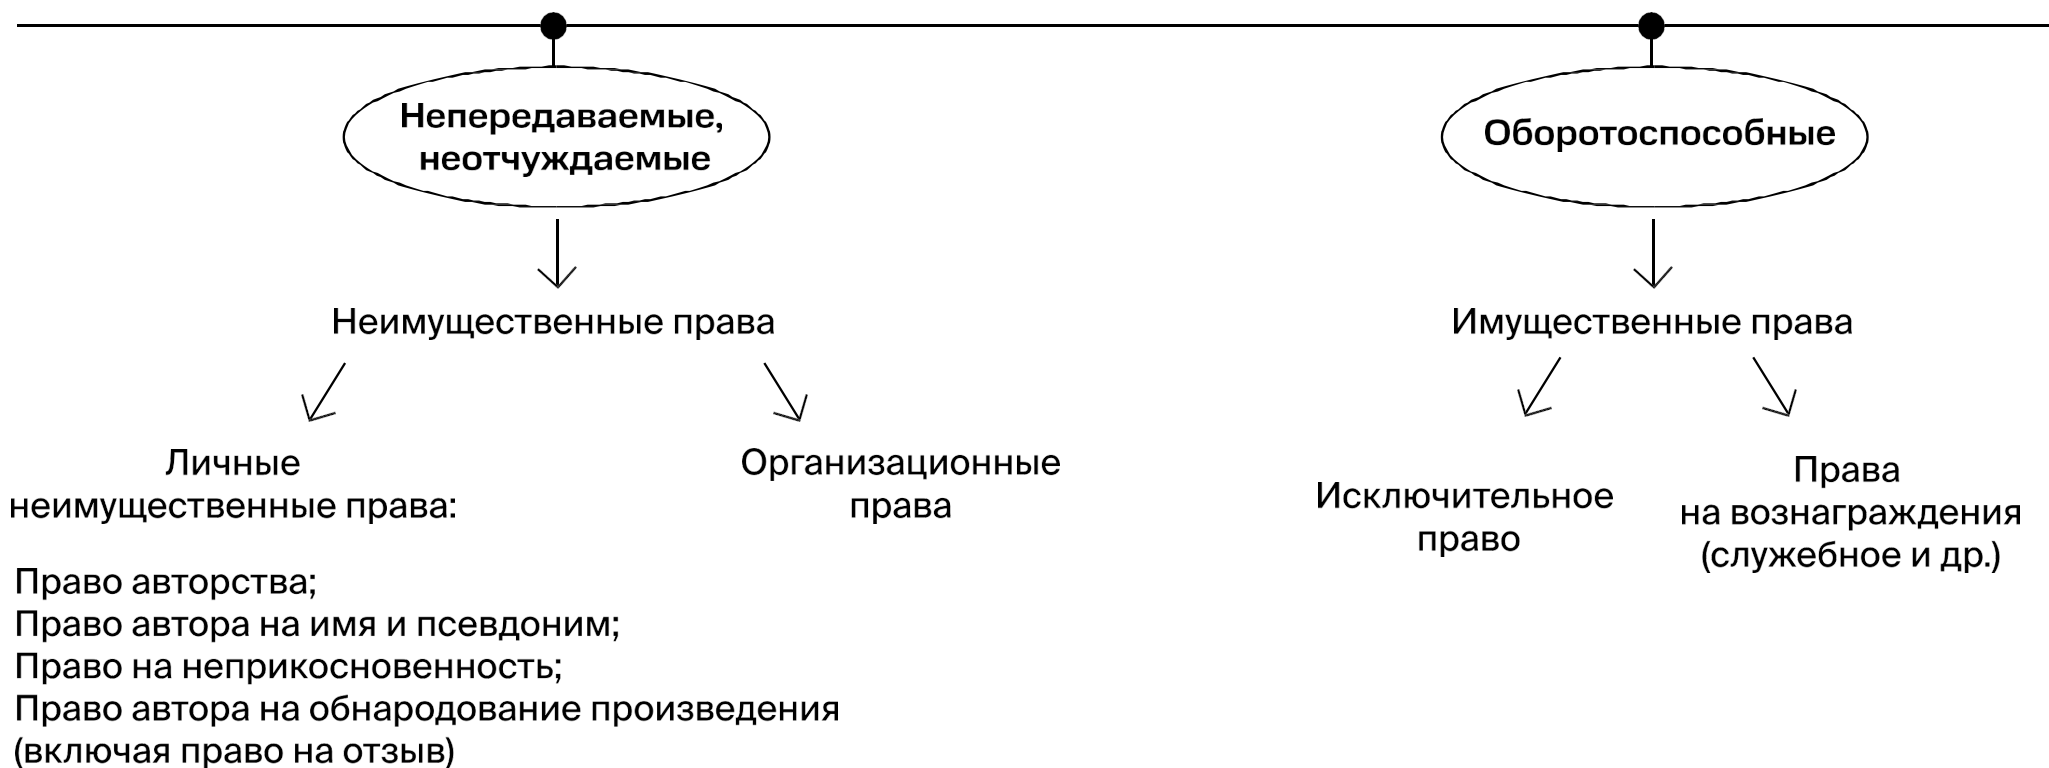 Непередаваемые,
неотчуждаемые
Неимущественные права
Личные
неимущественные права:
Право авторства;
Право автора на имя и псевдоним;
Право на неприкосновенность;
Право автора на обнародование произведения
(включая право на отзыв)
Организационные
права
Оборотоспособные
Имущественные права
Исключительное
право
Права
на вознаграждения
(служебное и др.)